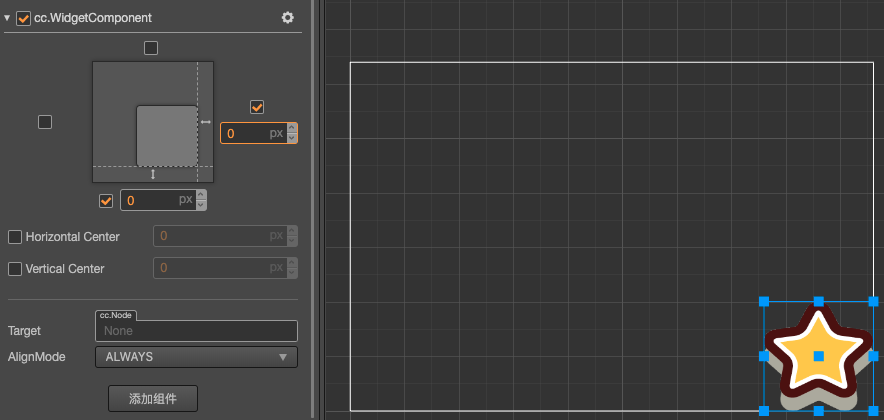 cc.WidgetComponent
0 px
0 px
Horizontal Center 0 px
Vertical Center 0 px
cc.Node
Target None
AlignMode ALWAYS
添加组件